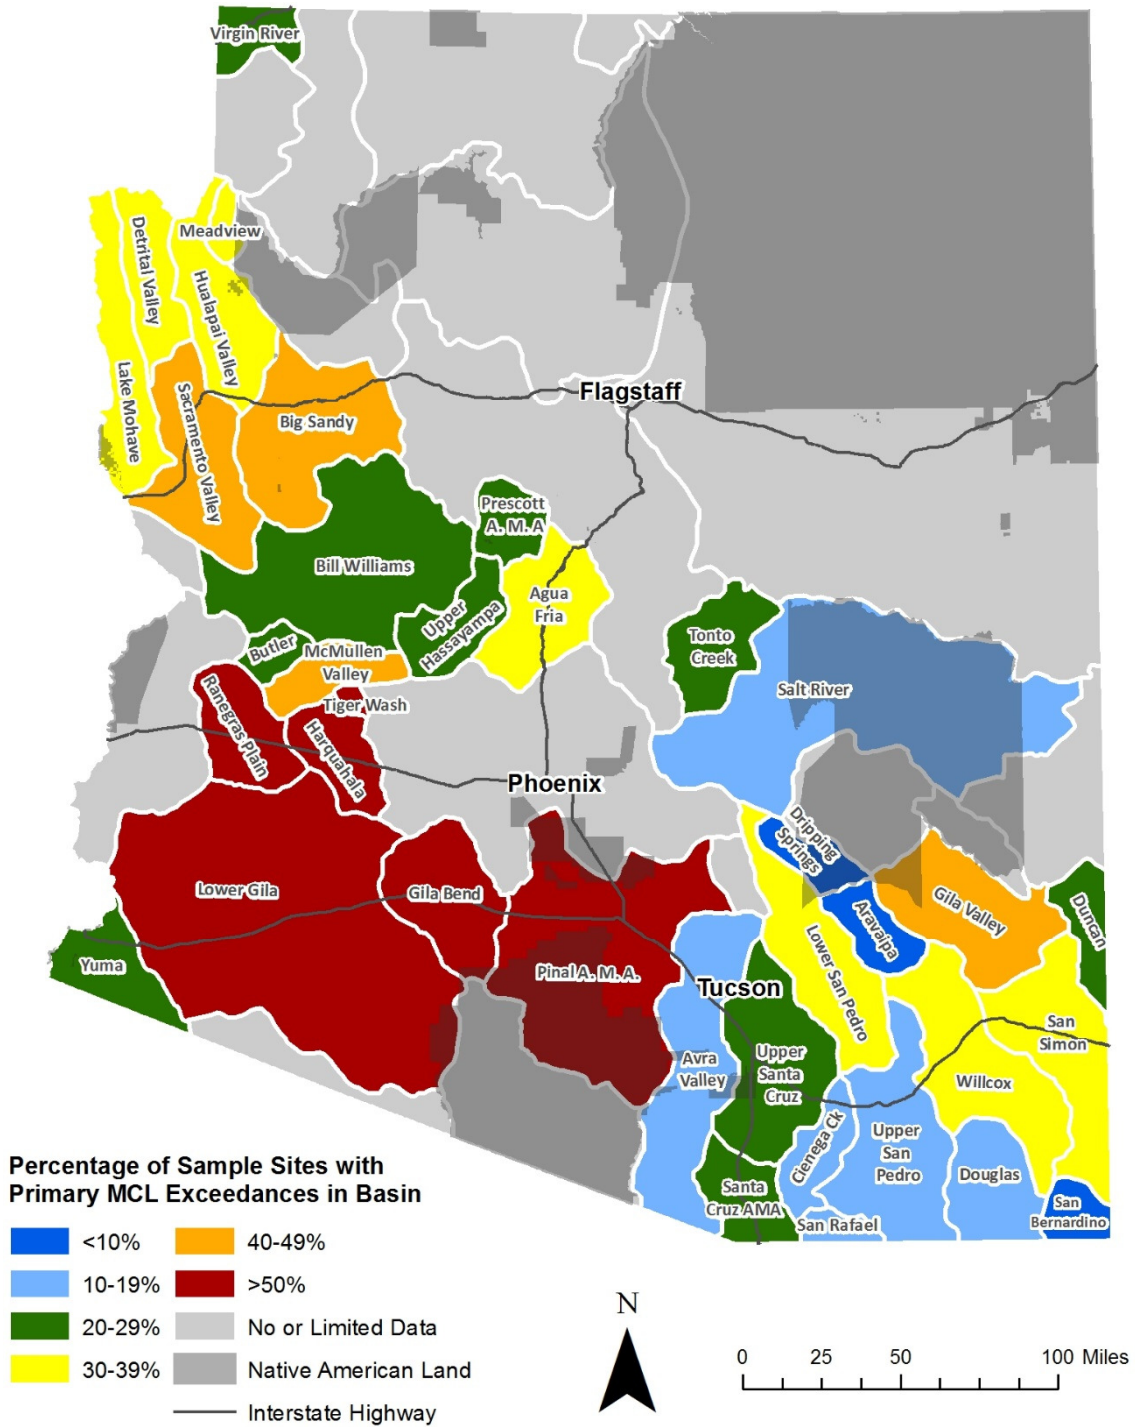 Virgin River
Meadview
Detrital Valley
Hualapai Valley
Lake Mohave
Sacramento Valley
Big Sandy
Flagstaff
Prescott
A. M. A
Bill Williams
Agua
Fria
Upper
Hassayampa
Butler
McMullen
Valley
Tonto
Creek
Salt River
Ranegras Plain
Tiger Wash
Harquahala
Phoenix
Dripping
Springs
Lower Gila
Gila Bend
Gila Valley
Duncan
Aravaipa
Lower San Pedro
Yuma
Pinal A. M. A.
Tucson
San
Simon
Avra
Valley
Upper
Santa
Cruz
Willcox
Cienega Ck
Upper
San
Pedro
Douglas
Santa
Cruz AMA
San Rafael
San
Bernardino
Percentage of Sample Sites with
Primary MCL Exceedances in Basin
<10%
40-49%
10-19%
>50%
20-29%
No or Limited Data
30-39%
Native American Land
Interstate Highway
N
0 25 50 100 Miles